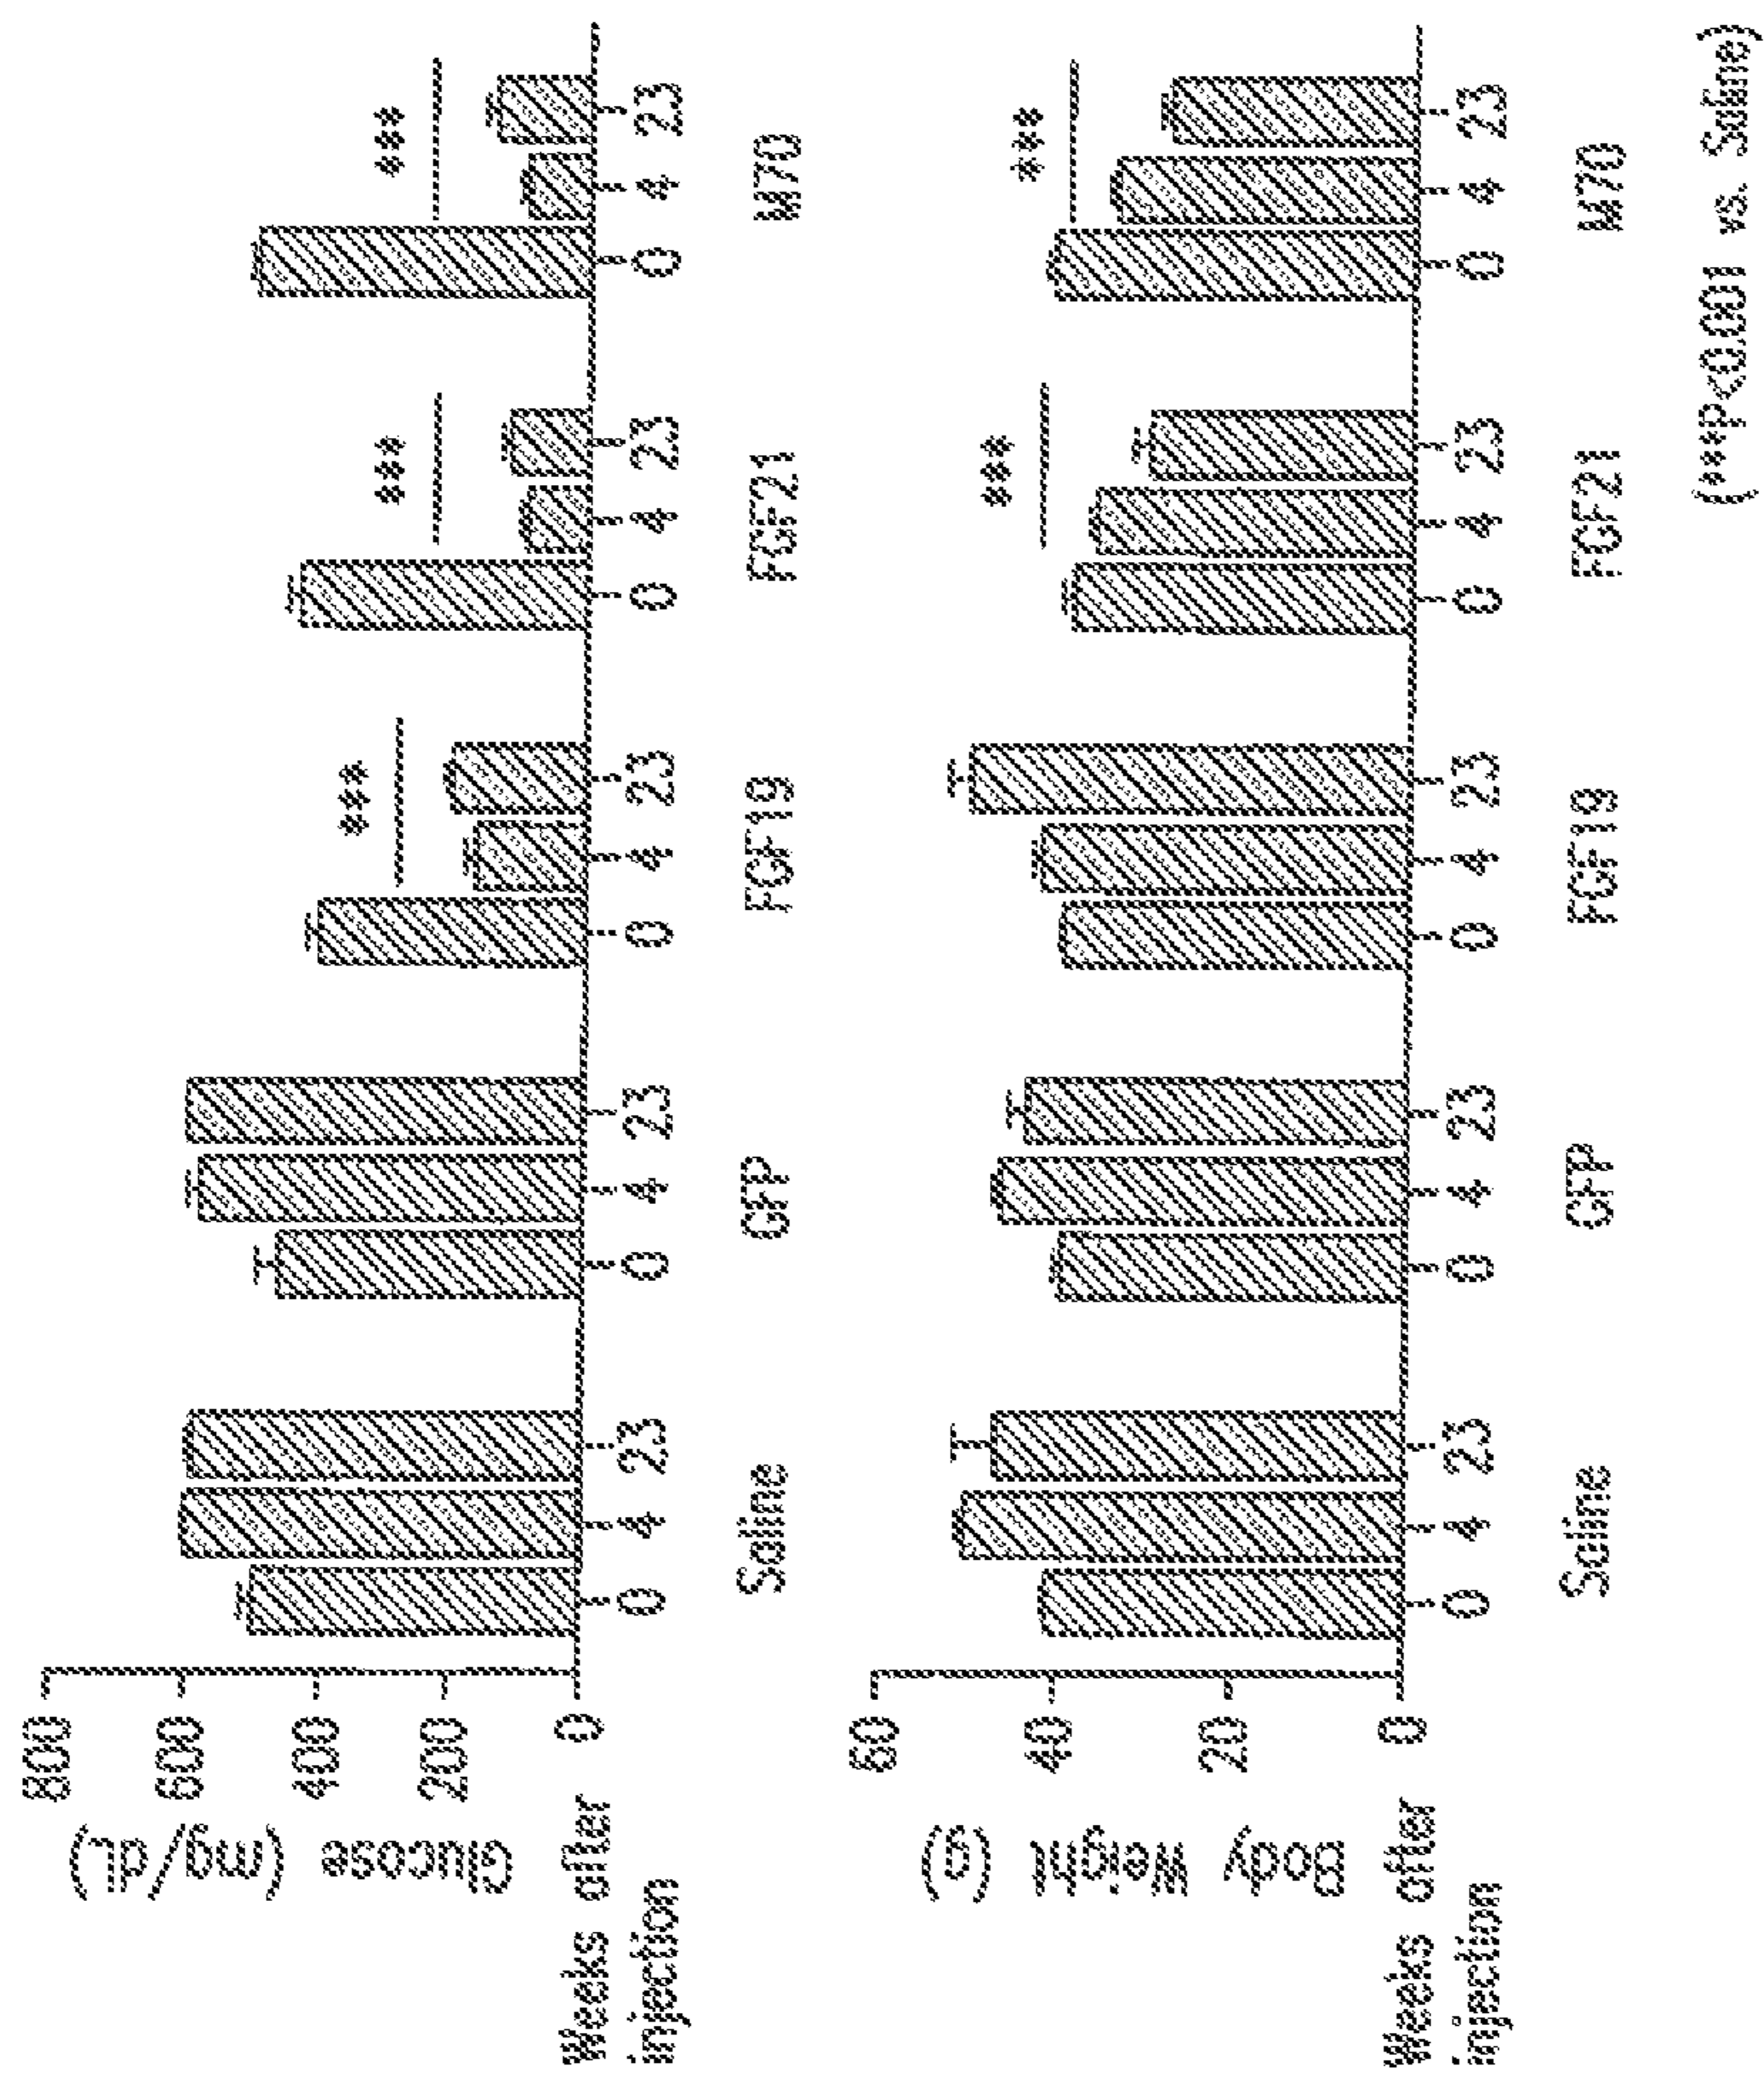 Glucose (mg/dL)
800
600
400
200
0
Weeks after
injection
0 4 23 0 4 23 0 4 23 0 4 23 0 4 23
*** *** ***
Saline GFP FGF19 FGF21 M70
Body Weight (g)
60
40
20
0
Weeks after
injection
0 4 23 0 4 23 0 4 23 0 4 23 0 4 23
*** ***
Saline GFP FGF19 FGF21 M70
(***P<0.001 vs. Saline)